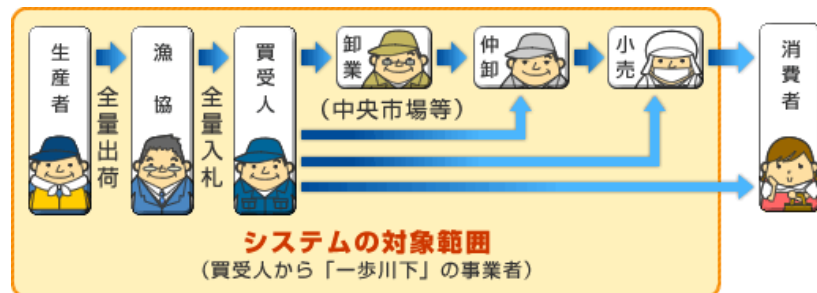 生産者
全量出荷
漁協
全量入札
買受人
卸業
仲卸
小売
消費者
(中央市場等)
システムの対象範囲
(買受人から「一歩川下」の事業者)